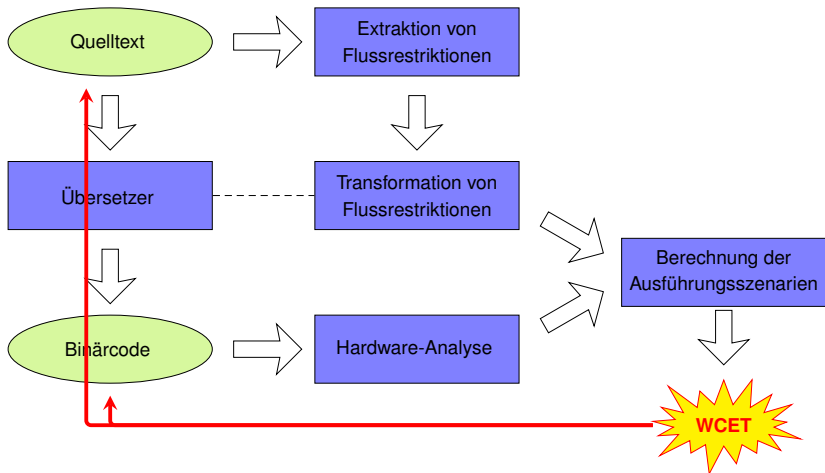 Quelltext
Extraktion von
Flussrestriktionen
Übersetzer
Transformation von
Flussrestriktionen
Berechnung der
Ausführungsszenarien
Binärcode
Hardware-Analyse
WCET